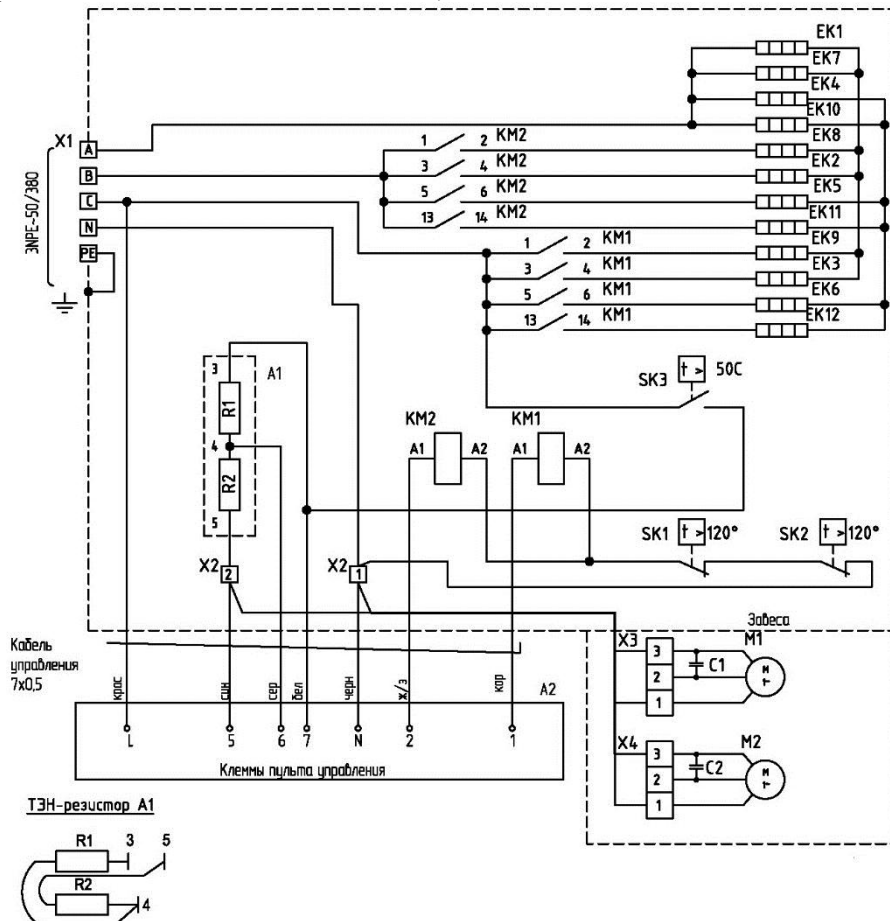 EK1
EK7
EK4
EK10
X1 A
1 2 KM2 EK8
B
3 4 KM2 EK2
C
5 6 KM2 EK5
N
13 14 KM2 EK11
PE
1 2 KM1 EK9
3 4 KM1 EK3
5 6 KM1 EK6
13 14 KM1 EK12
3NPE~50/380
SK3 t > 50C
3 A1
R1
4
R2
5
KM2 KM1
A1 A2 A1 A2
SK1 t > 120° SK2 t > 120°
X2 2 X2 1
Завеса
Кабель
управления
7х0,5
X3 3 C1 M1
2 M
1 1~
крас син сер бел черн ж/з кор A2
L 5 6 7 N 2 1
Клеммы пульта управления
X4 3 C2 M2
2 M
1 1~
ТЭН-резистор А1
R1 3 5
R2
4